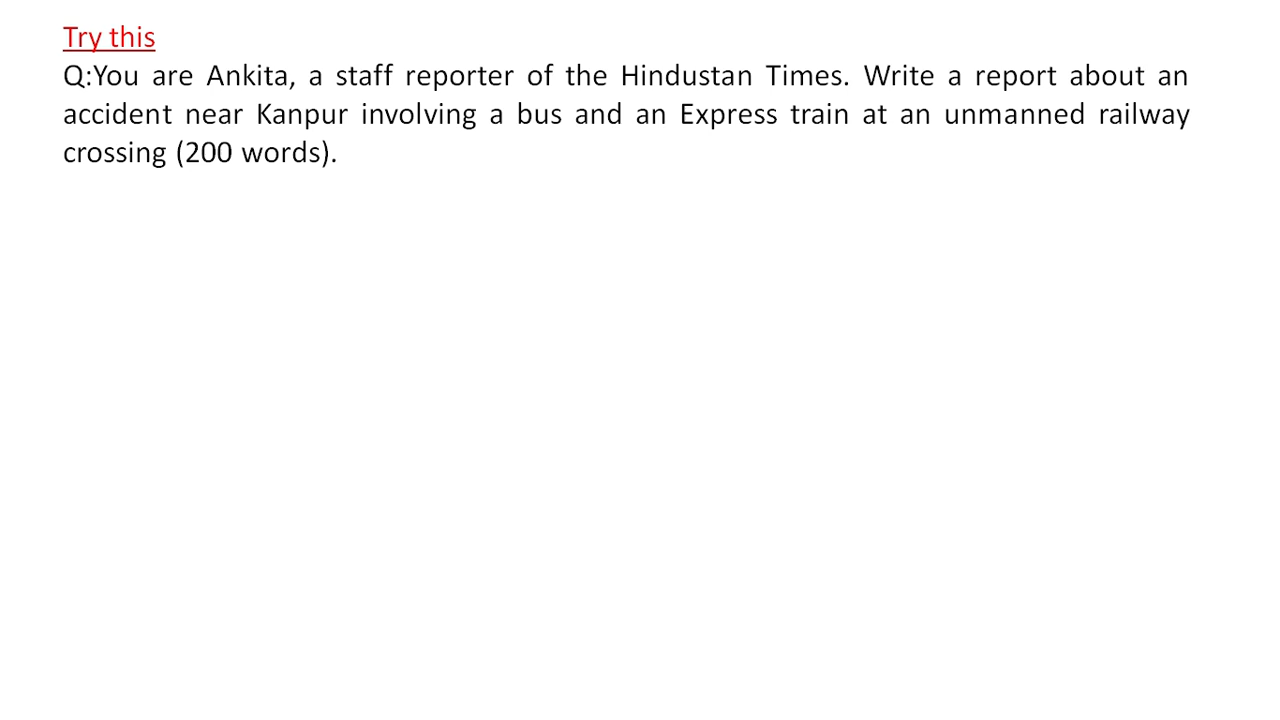 Try this
Q:You are Ankita, a staff reporter of the Hindustan Times. Write a report about an
accident near Kanpur involving a bus and an Express train at an unmanned railway
crossing (200 words).